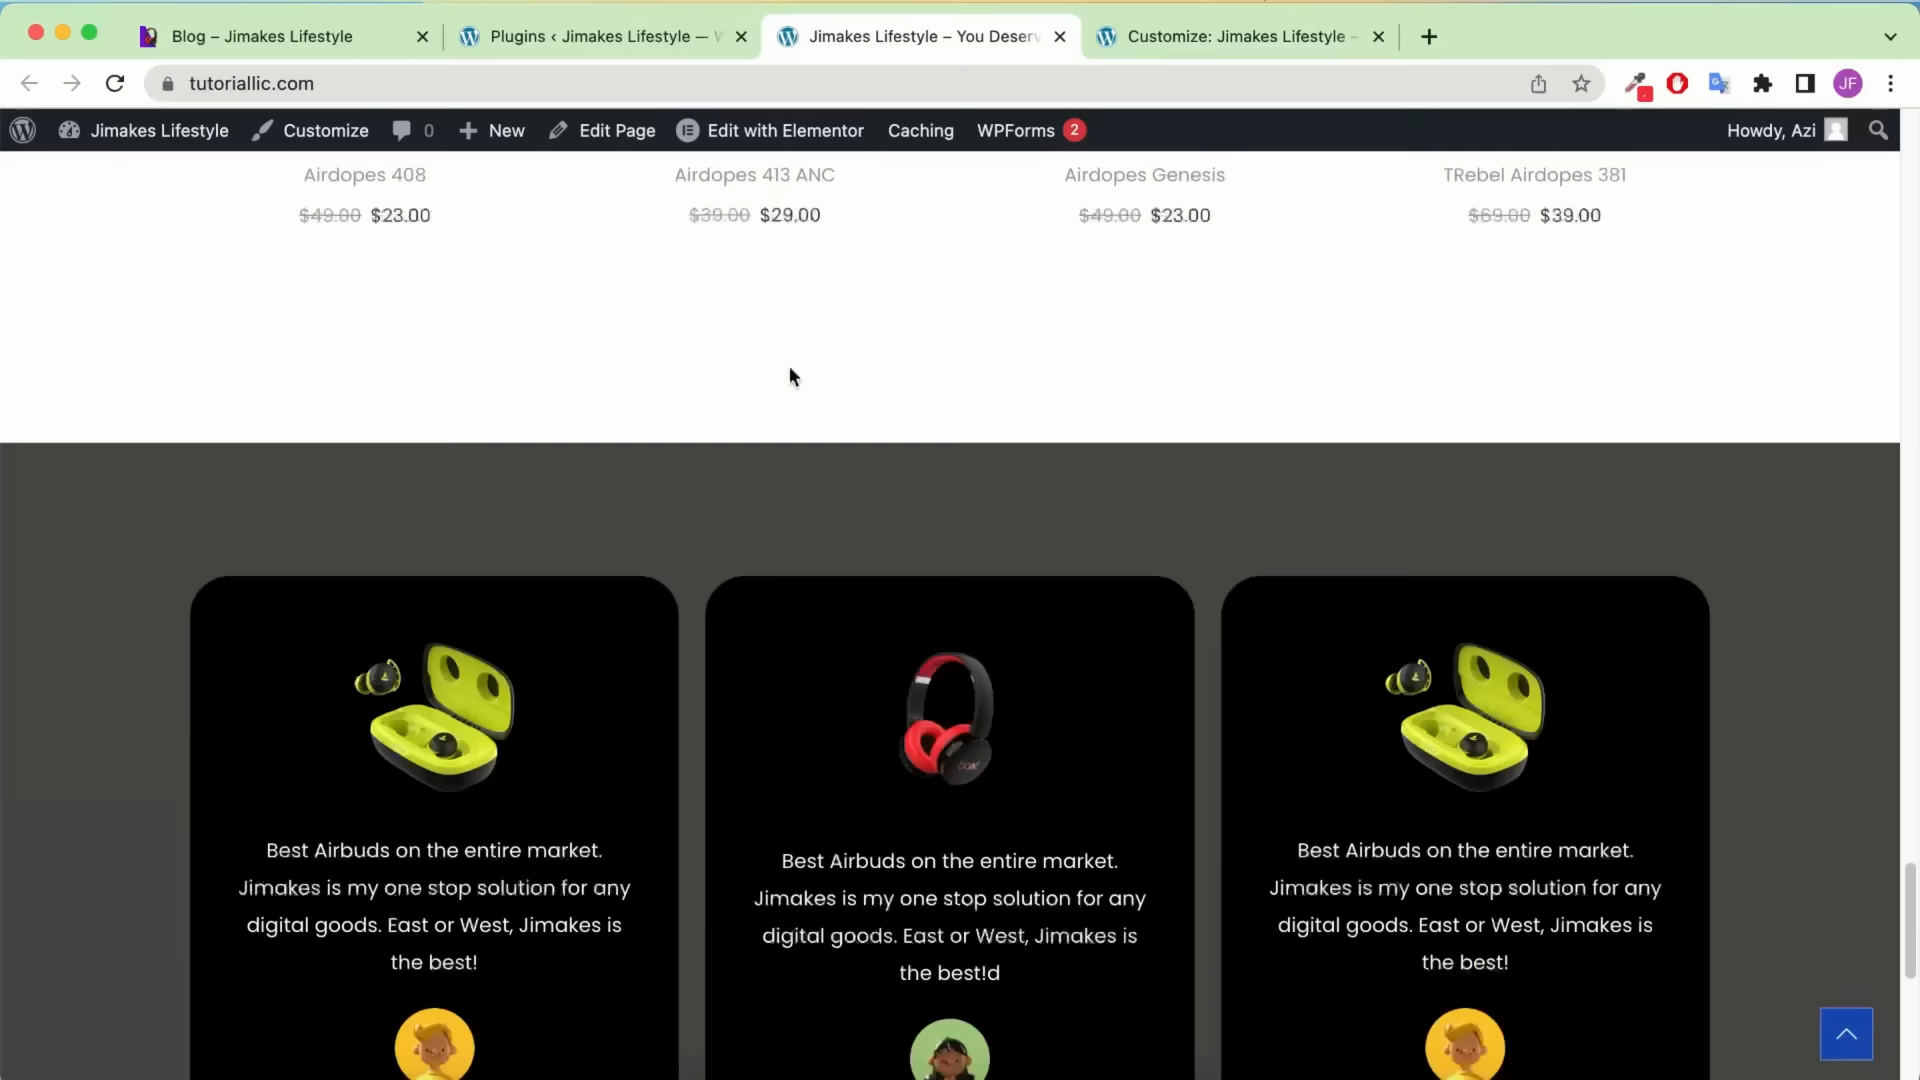 Blog – Jimakes Lifestyle
Plugins ‹ Jimakes Lifestyle —
Jimakes Lifestyle – You Deserv
Customize: Jimakes Lifestyle –
tutoriallic.com
JF
Jimakes Lifestyle
Customize
0
New
Edit Page
Edit with Elementor
Caching
WPForms 2
Howdy, Azi
Airdopes 408
$49.00 $23.00
Airdopes 413 ANC
$39.00 $29.00
Airdopes Genesis
$49.00 $23.00
TRebel Airdopes 381
$69.00 $39.00
Best Airbuds on the entire market.
Jimakes is my one stop solution for any
digital goods. East or West, Jimakes is
the best!
Best Airbuds on the entire market.
Jimakes is my one stop solution for any
digital goods. East or West, Jimakes is
the best!d
Best Airbuds on the entire market.
Jimakes is my one stop solution for any
digital goods. East or West, Jimakes is
the best!